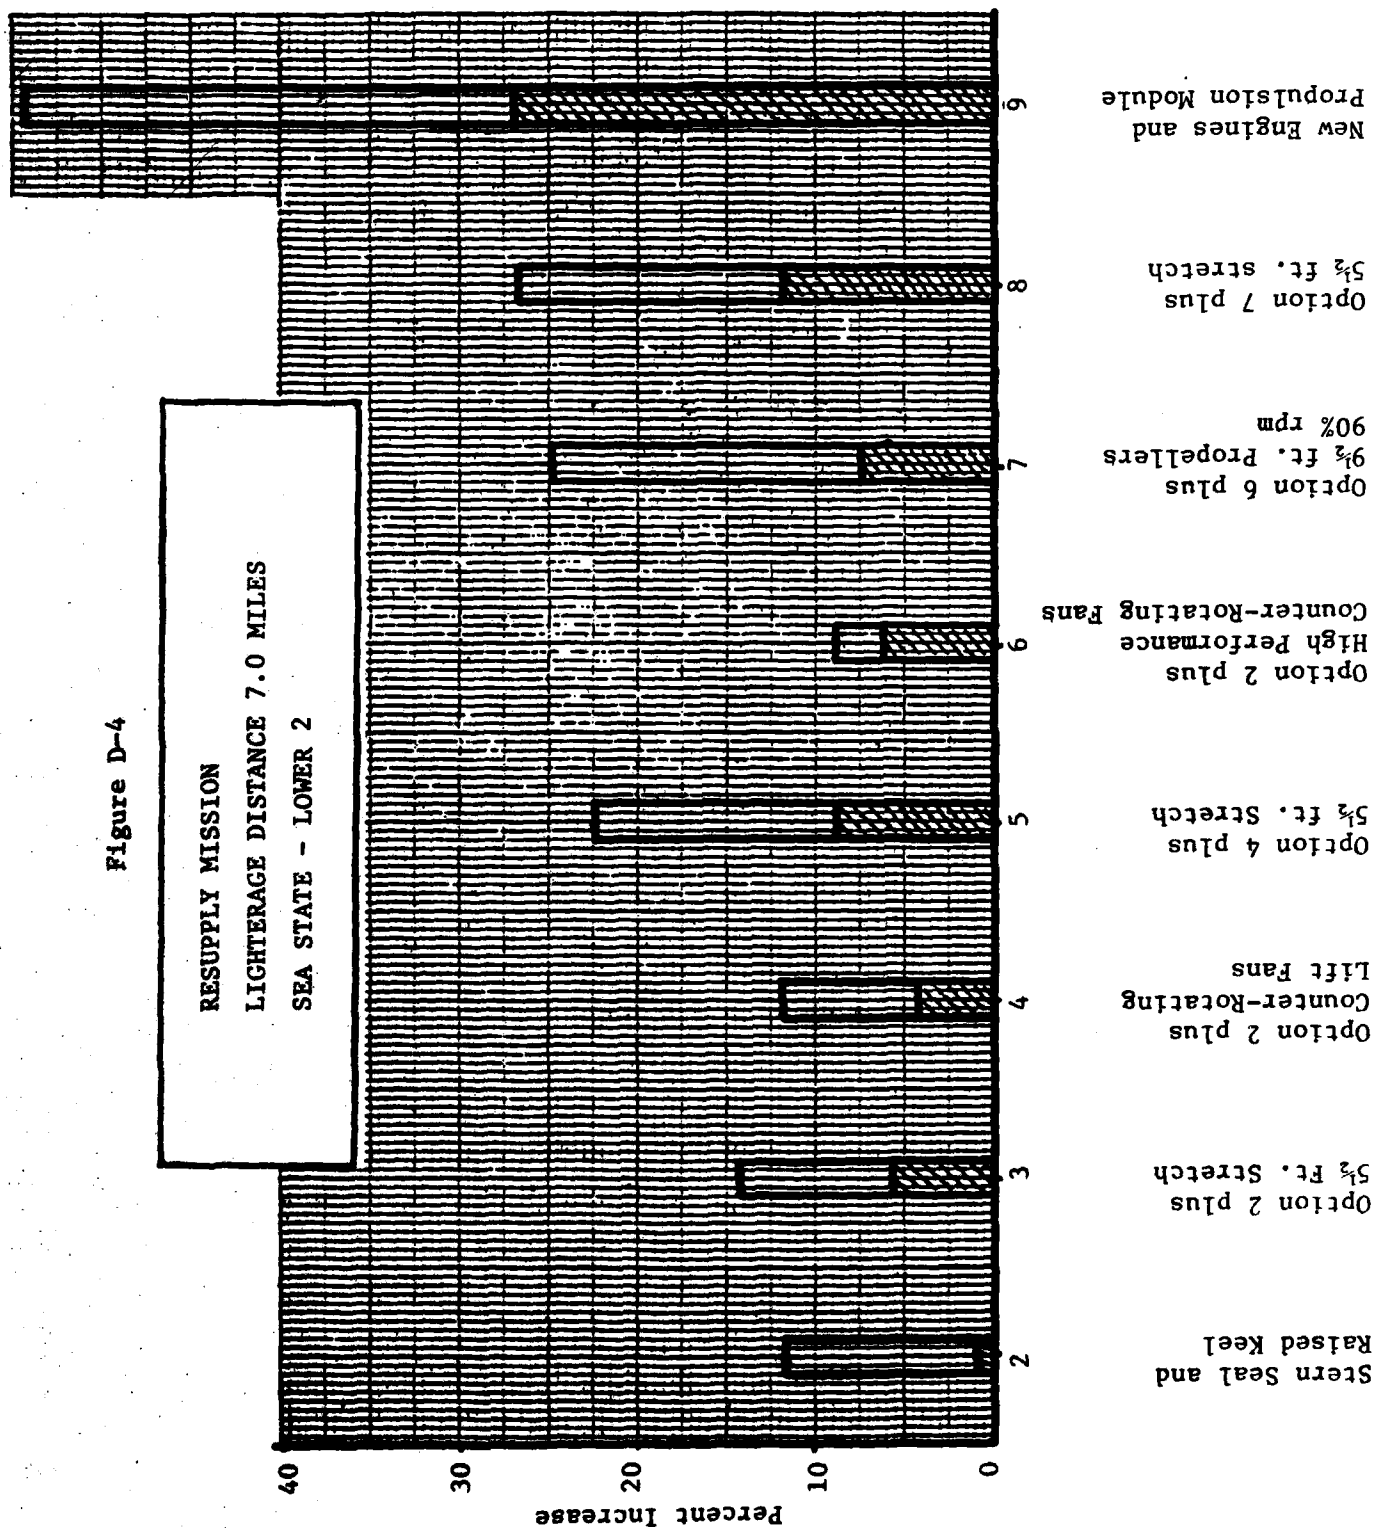 Figure D-4
RESUPPLY MISSION
LIGHTERAGE DISTANCE 7.0 MILES
SEA STATE - LOWER 2
Percent Increase
40
30
20
10
0
2
3
4
5
6
7
8
9
Stern Seal and
Raised Keel
Option 2 plus
5½ Ft. Stretch
Option 2 plus
Counter-Rotating
Lift Fans
Option 4 plus
5½ ft. Stretch
Option 2 plus
High Performance
Counter-Rotating Fans
Option 6 plus
9½ ft. Propellers
90% rpm
Option 7 plus
5½ ft. stretch
New Engines and
Propulsion Module